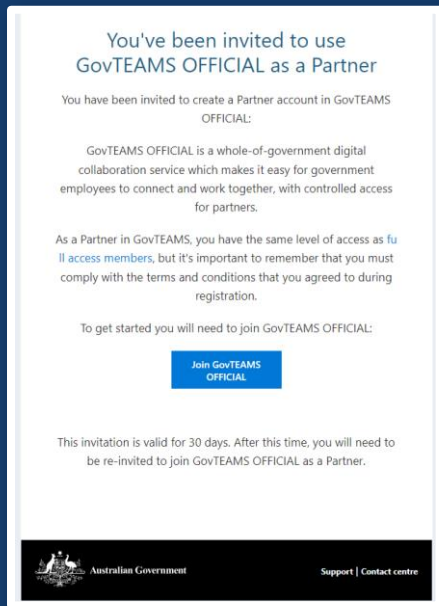 You've been invited to use
GovTEAMS OFFICIAL as a Partner
You have been invited to create a Partner account in GovTEAMS
OFFICIAL:
GovTEAMS OFFICIAL is a whole-of-government digital
collaboration service which makes it easy for government
employees to connect and work together, with controlled access
for partners.
As a Partner in GovTEAMS, you have the same level of access as fu
ll access members, but it's important to remember that you must
comply with the terms and conditions that you agreed to during
registration.
To get started you will need to join GovTEAMS OFFICIAL:
Join GovTEAMS
OFFICIAL
This invitation is valid for 30 days. After this time, you will need to
be re-invited to join GovTEAMS OFFICIAL as a Partner.
Australian Government
Support | Contact centre